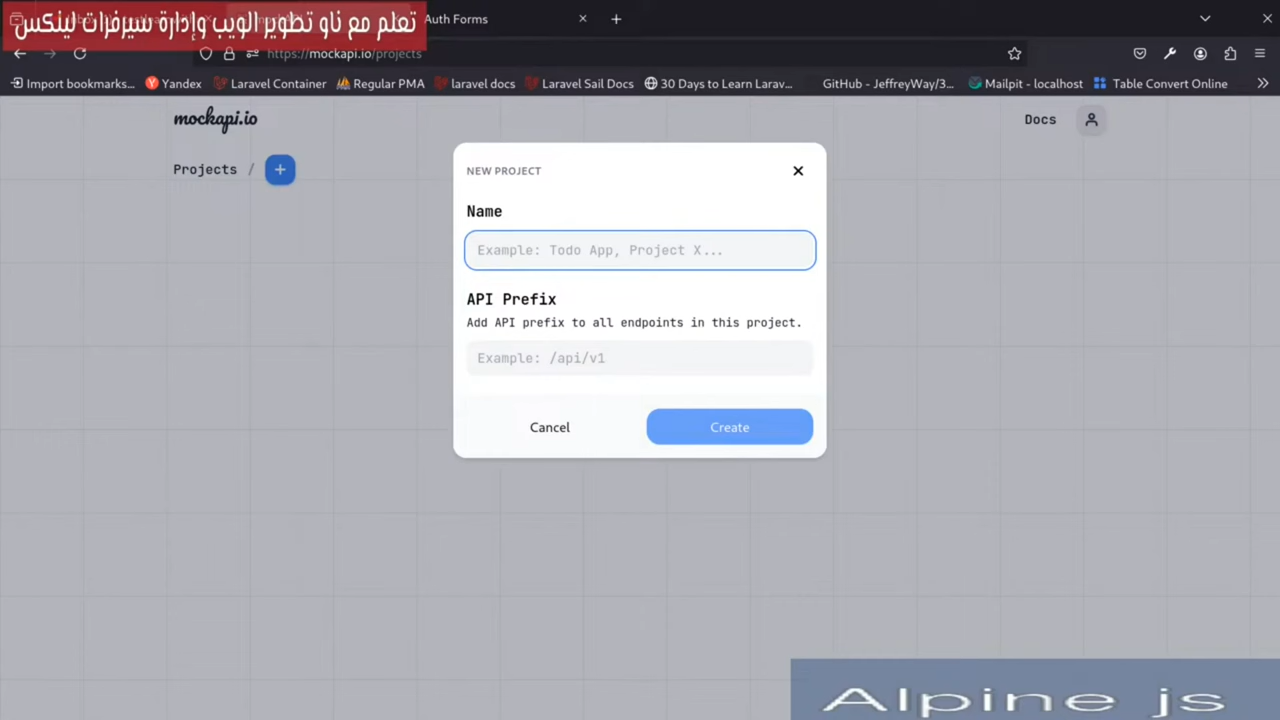 تعلم مع ناو تطوير الويب وإدارة سيرفرات لينكس
Auth Forms
https://mockapi.io/projects
Import bookmarks...
Yandex
Laravel Container
Regular PMA
laravel docs
Laravel Sail Docs
30 Days to Learn Larav...
GitHub - JeffreyWay/3...
Mailpit - localhost
Table Convert Online
mockapi.io
Docs
Projects / +
NEW PROJECT
Name
Example: Todo App, Project X...
API Prefix
Add API prefix to all endpoints in this project.
Example: /api/v1
Cancel
Create
Alpine js